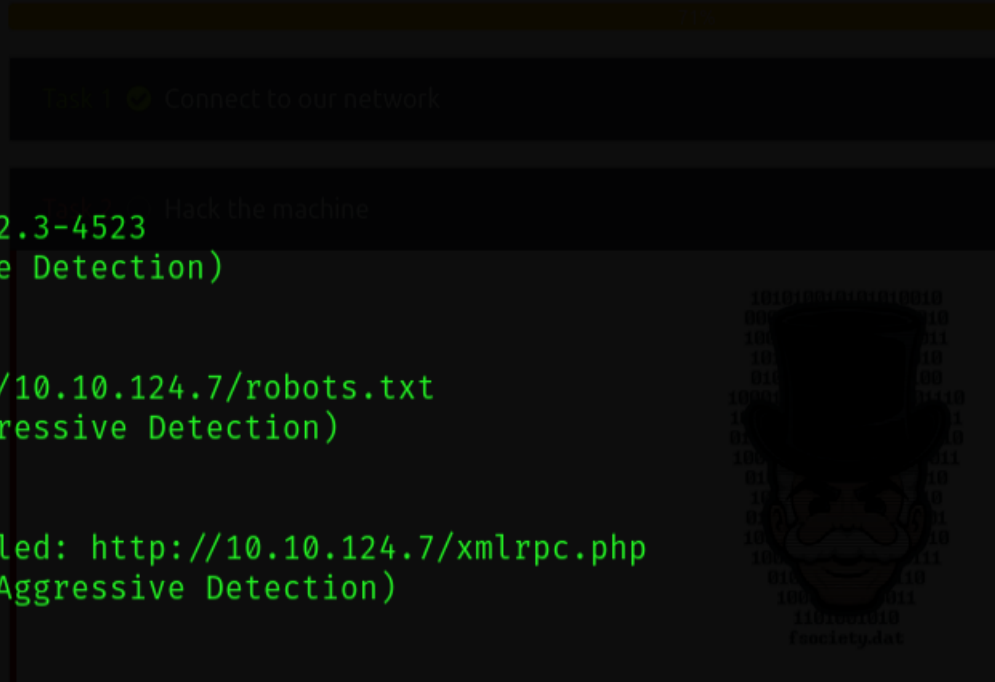 Task 1 Connect to our network
Hack the machine
2.3-4523
e Detection)
/10.10.124.7/robots.txt
ressive Detection)
led: http://10.10.124.7/xmlrpc.php
Aggressive Detection)
1101001010
fsociety.dat